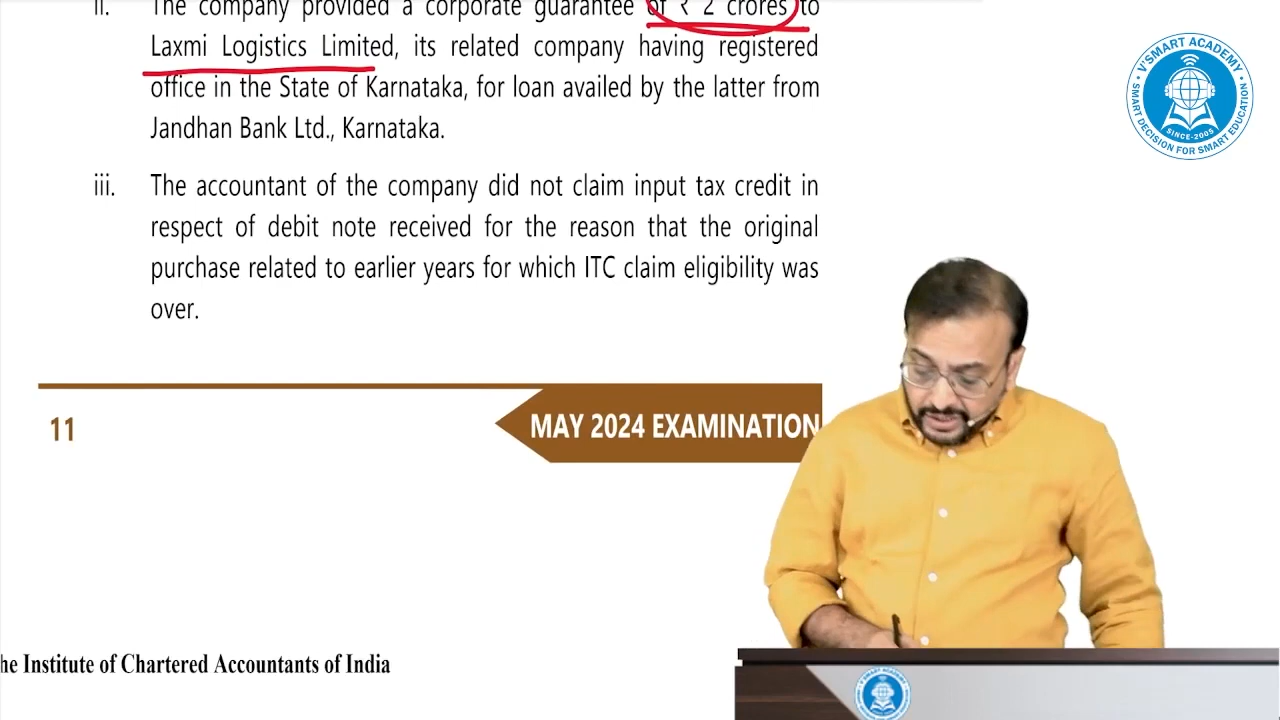 ii. The company provided a corporate guarantee of ₹ 2 crores to
Laxmi Logistics Limited, its related company having registered
office in the State of Karnataka, for loan availed by the latter from
Jandhan Bank Ltd., Karnataka.
iii. The accountant of the company did not claim input tax credit in
respect of debit note received for the reason that the original
purchase related to earlier years for which ITC claim eligibility was
over.
11
MAY 2024 EXAMINATION
he Institute of Chartered Accountants of India
V'SMART ACADEMY
SMART DECISION FOR SMART EDUCATION
SINCE-2005